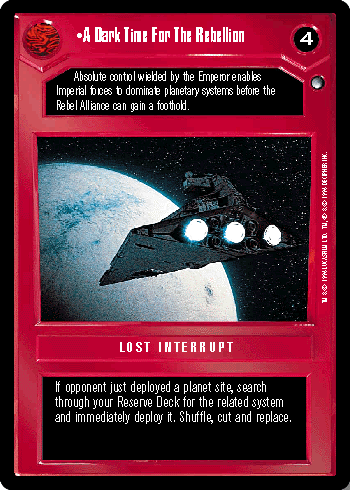 •A Dark Time For The Rebellion
4
Absolute control wielded by the Emperor enables
Imperial forces to dominate planetary systems before the
Rebel Alliance can gain a foothold.
LOST INTERRUPT
If opponent just deployed a planet site, search
through your Reserve Deck for the related system
and immediately deploy it. Shuffle, cut and replace.